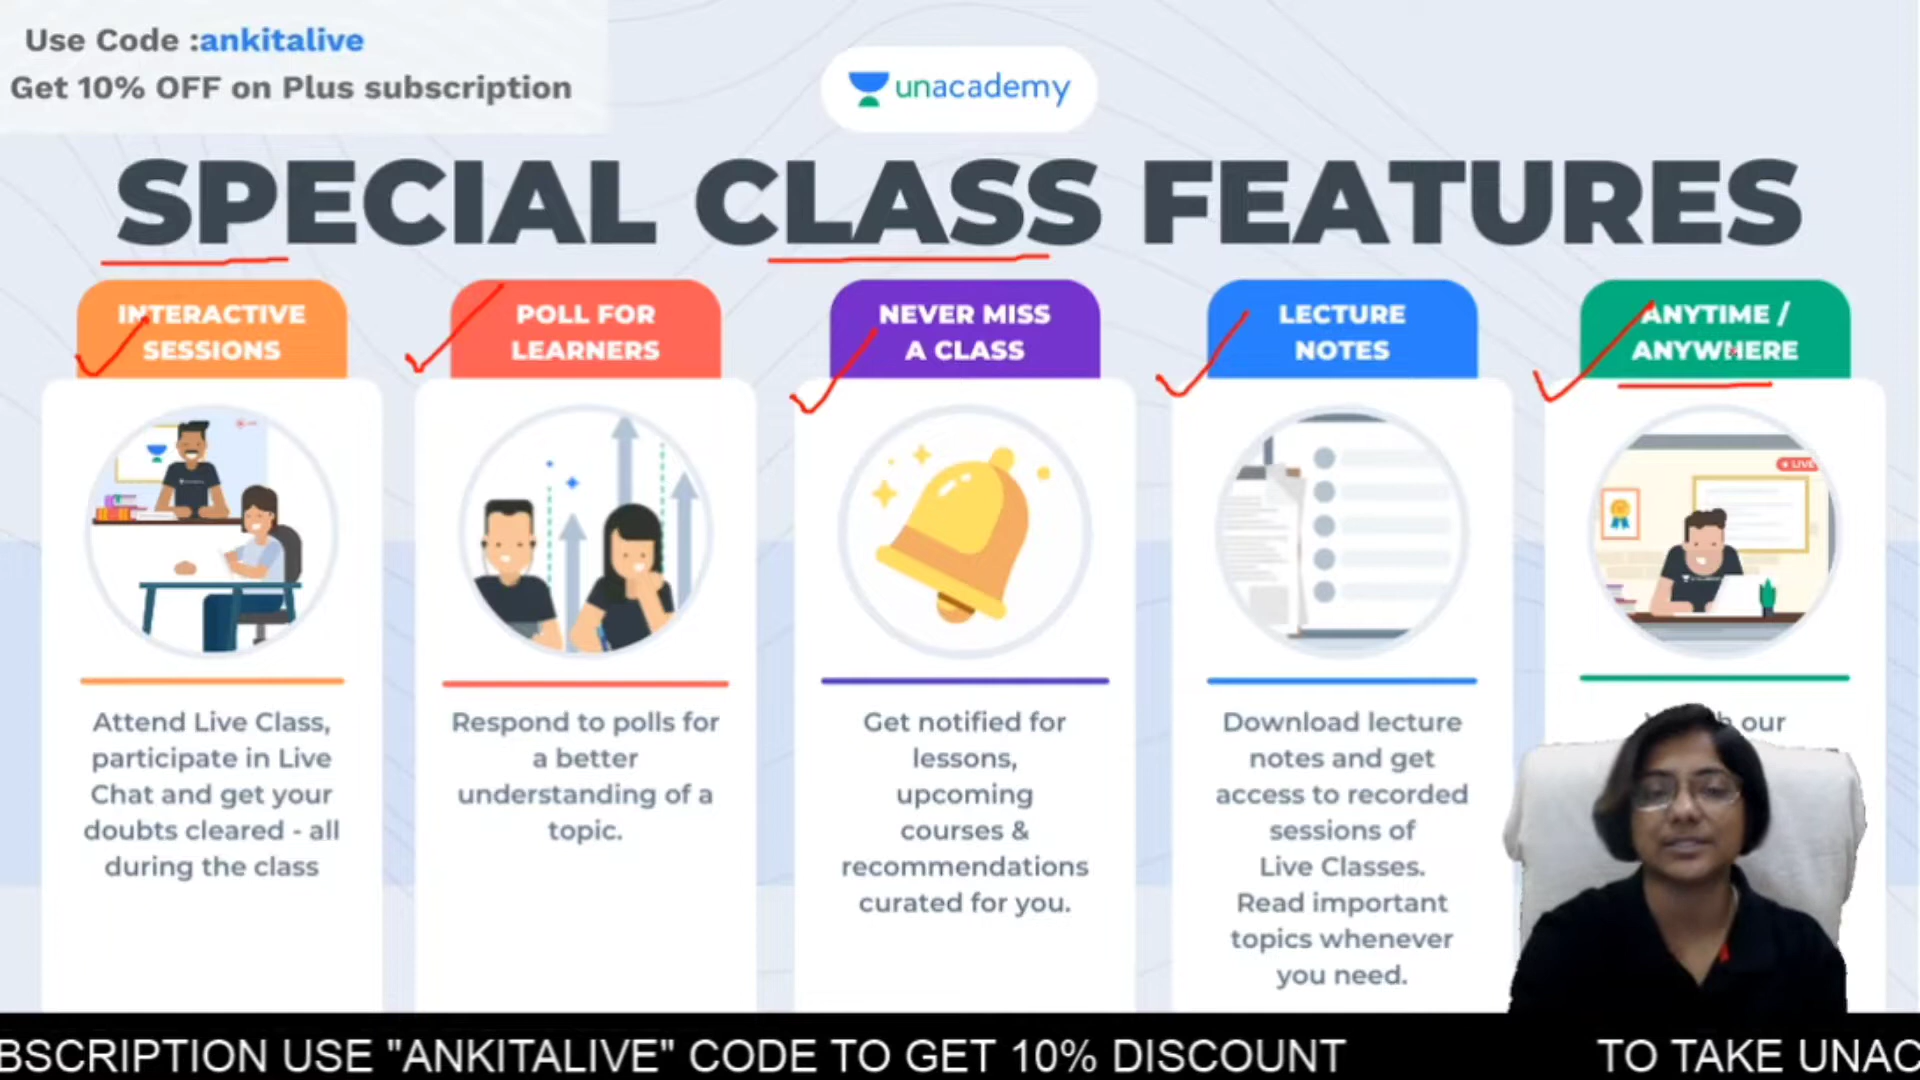 Use Code :ankitalive
Get 10% OFF on Plus subscription
unacademy
SPECIAL CLASS FEATURES
INTERACTIVE
SESSIONS
Attend Live Class,
participate in Live
Chat and get your
doubts cleared - all
during the class
POLL FOR
LEARNERS
Respond to polls for
a better
understanding of a
topic.
NEVER MISS
A CLASS
Get notified for
lessons,
upcoming
courses &
recommendations
curated for you.
LECTURE
NOTES
Download lecture
notes and get
access to recorded
sessions of
Live Classes.
Read important
topics whenever
you need.
ANYTIME /
ANYWHERE
LIVE
our
BSCRIPTION USE "ANKITALIVE" CODE TO GET 10% DISCOUNT TO TAKE UNAC